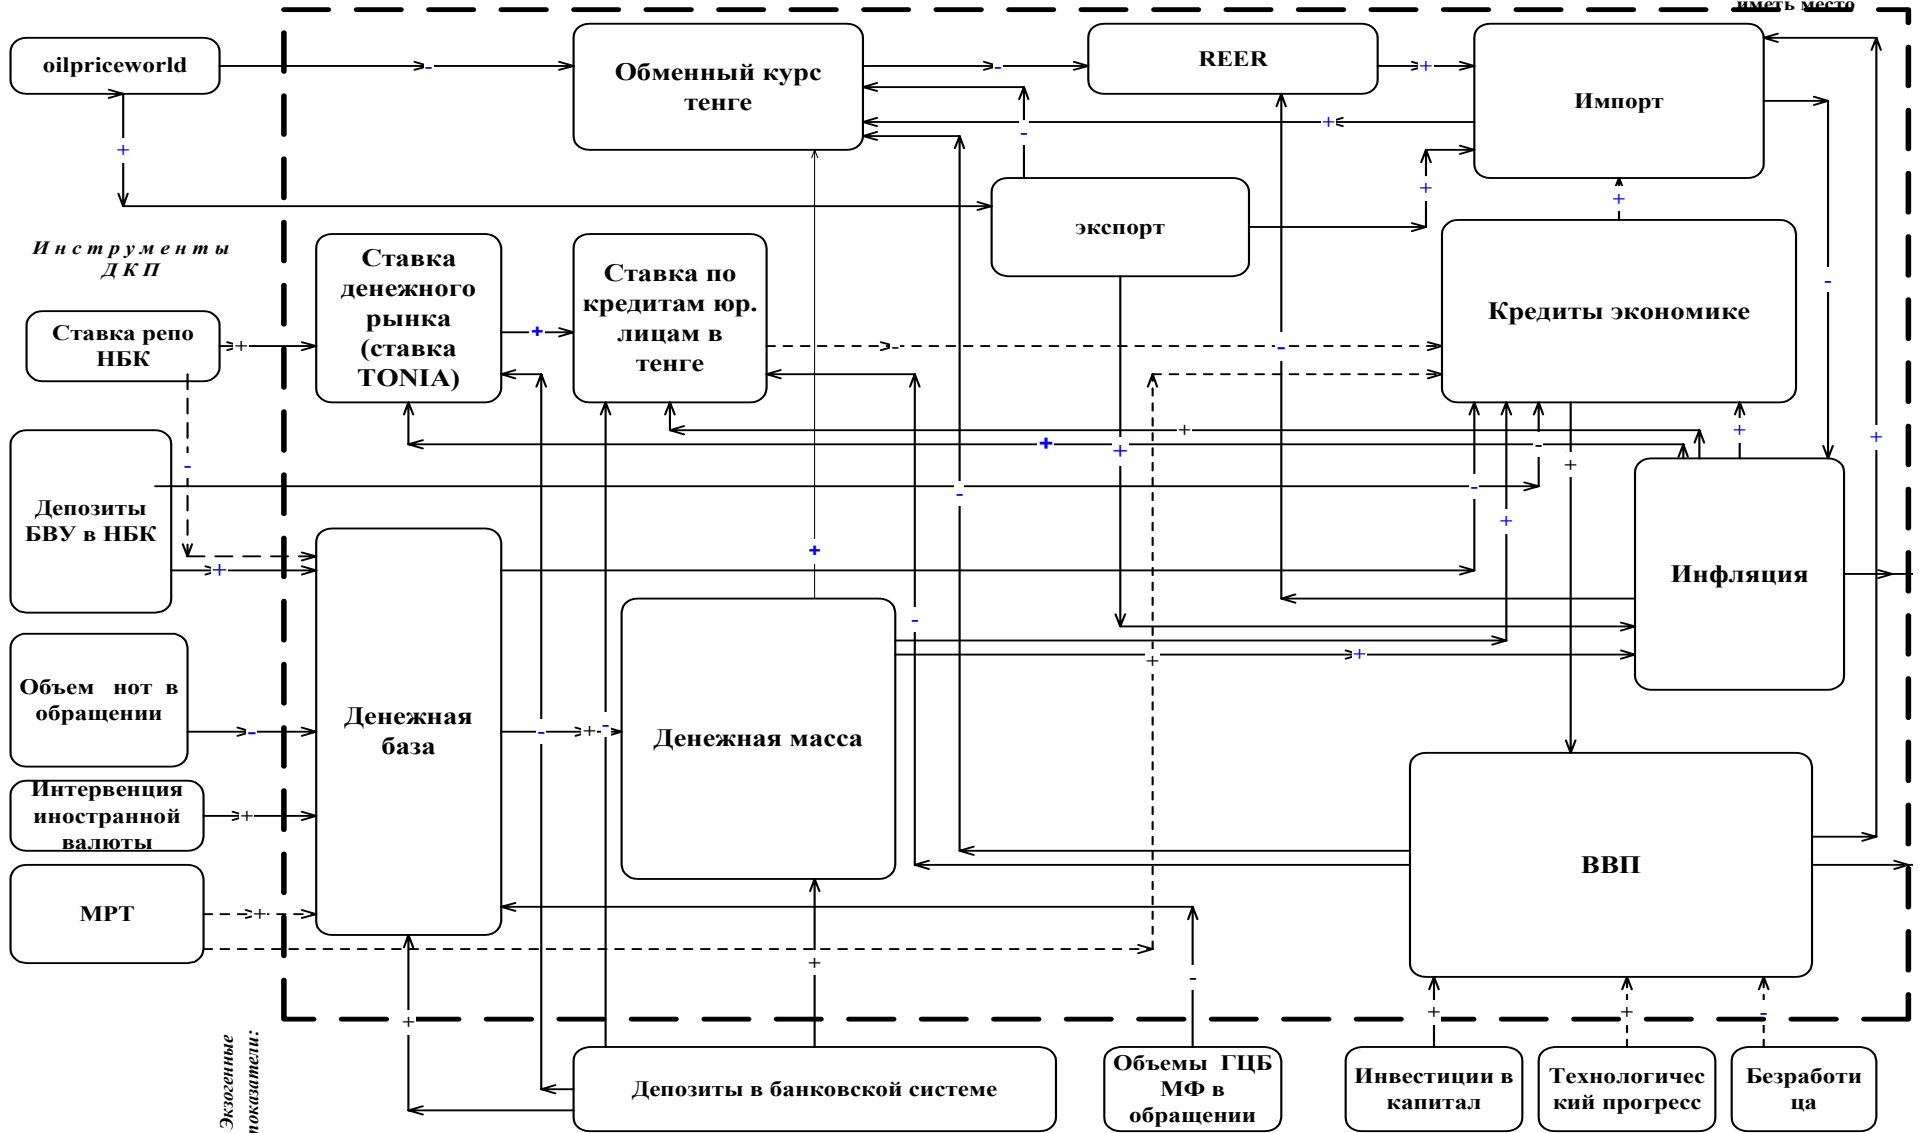 иметь место
oilpriceworld
Обменный курс
тенге
REER
Импорт
экспорт
Инструменты
ДКП
Ставка репо
НБК
Ставка
денежного
рынка
(ставка
TONIA)
Ставка по
кредитам юр.
лицам в
тенге
Кредиты экономике
Депозиты
БВУ в НБК
Инфляция
Объем нот в
обращении
Денежная
база
Денежная масса
Интервенция
иностранной
валюты
МРТ
ВВП
Экзогенные
показатели:
Депозиты в банковской системе
Объемы ГЦБ
МФ в
обращении
Инвестиции в
капитал
Технологичес
кий прогресс
Безработи
ца